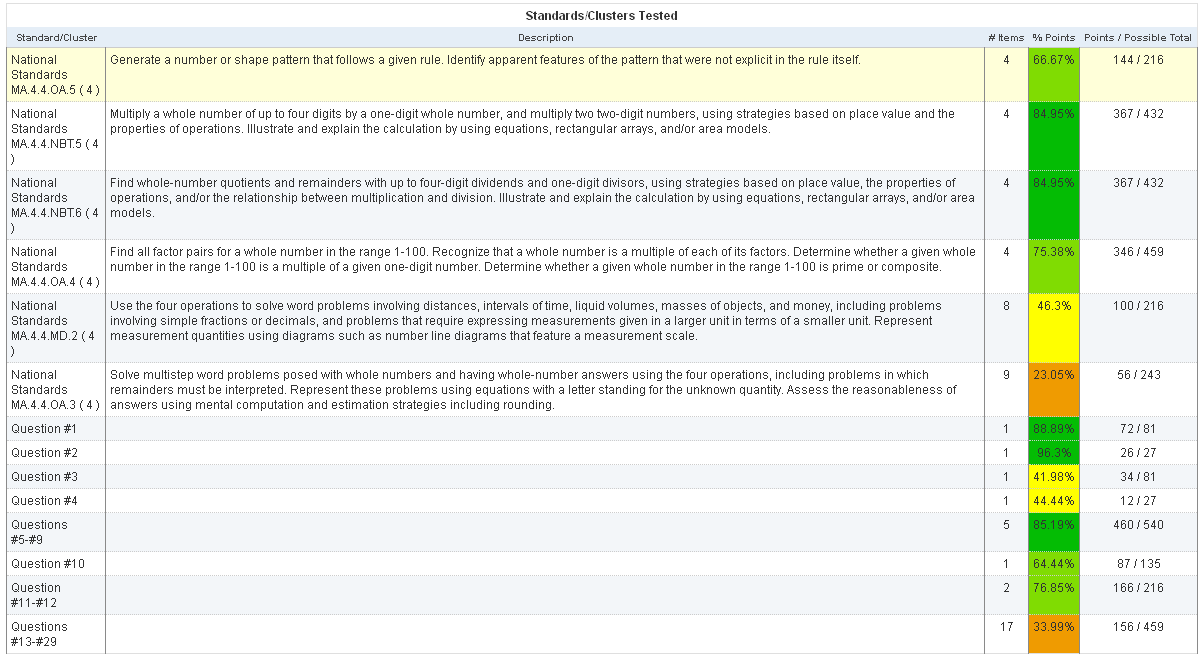 Standards/Clusters Tested
Standard/Cluster Description # Items % Points Points / Possible Total
National Standards MA.4.4.OA.5 ( 4 ) Generate a number or shape pattern that follows a given rule. Identify apparent features of the pattern that were not explicit in the rule itself. 4 66.67% 144 / 216
National Standards MA.4.4.NBT.5 ( 4 ) Multiply a whole number of up to four digits by a one-digit whole number, and multiply two two-digit numbers, using strategies based on place value and the
properties of operations. Illustrate and explain the calculation by using equations, rectangular arrays, and/or area models. 4 84.95% 367 / 432
National Standards MA.4.4.NBT.6 ( 4 ) Find whole-number quotients and remainders with up to four-digit dividends and one-digit divisors, using strategies based on place value, the properties of
operations, and/or the relationship between multiplication and division. Illustrate and explain the calculation by using equations, rectangular arrays, and/or area
models. 4 84.95% 367 / 432
National Standards MA.4.4.OA.4 ( 4 ) Find all factor pairs for a whole number in the range 1-100. Recognize that a whole number is a multiple of each of its factors. Determine whether a given whole
number in the range 1-100 is a multiple of a given one-digit number. Determine whether a given whole number in the range 1-100 is prime or composite. 4 75.38% 346 / 459
National Standards MA.4.4.MD.2 ( 4 ) Use the four operations to solve word problems involving distances, intervals of time, liquid volumes, masses of objects, and money, including problems
involving simple fractions or decimals, and problems that require expressing measurements given in a larger unit in terms of a smaller unit. Represent
measurement quantities using diagrams such as number line diagrams that feature a measurement scale. 8 46.3% 100 / 216
National Standards MA.4.4.OA.3 ( 4 ) Solve multistep word problems posed with whole numbers and having whole-number answers using the four operations, including problems in which
remainders must be interpreted. Represent these problems using equations with a letter standing for the unknown quantity. Assess the reasonableness of
answers using mental computation and estimation strategies including rounding. 9 23.05% 56 / 243
Question #1 1 88.89% 72 / 81
Question #2 1 96.3% 26 / 27
Question #3 1 41.98% 34 / 81
Question #4 1 44.44% 12 / 27
Questions #5-#9 5 85.19% 460 / 540
Question #10 1 64.44% 87 / 135
Question #11-#12 2 76.85% 166 / 216
Questions #13-#29 17 33.99% 156 / 459